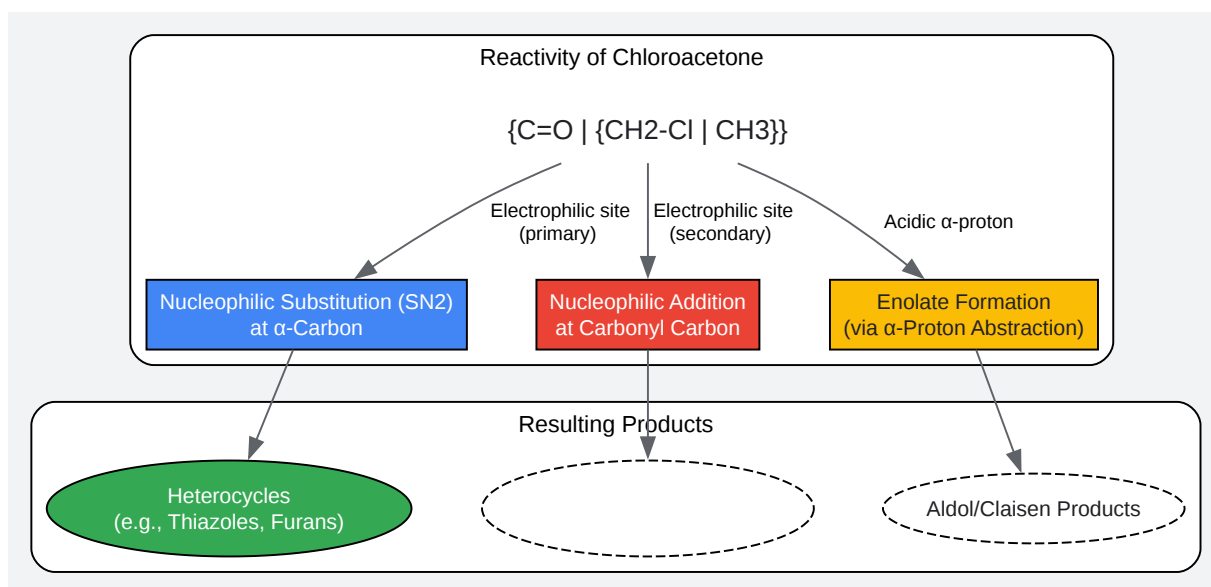 Reactivity of Chloroacetone
{C=O | {CH2-Cl | CH3}}
Electrophilic site
(primary)
Electrophilic site
(secondary)
Acidic α-proton
Nucleophilic Substitution (SN2)
at α-Carbon
Nucleophilic Addition
at Carbonyl Carbon
Enolate Formation
(via α-Proton Abstraction)
Resulting Products
Heterocycles
(e.g., Thiazoles, Furans)
Aldol/Claisen Products